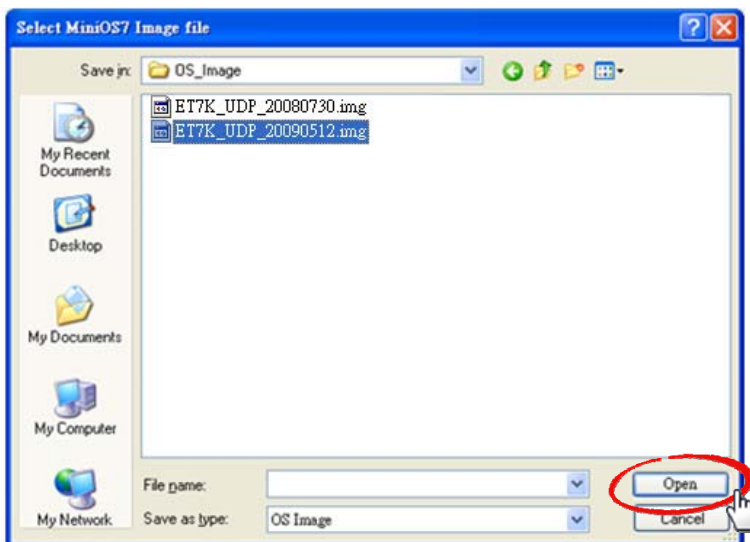 Select MiniOS7 Image file
Save in:
OS_Image
My Recent
Documents
Desktop
My Documents
My Computer
My Network
ET7K_UDP_20080730.img
ET7K_UDP_20090512.img
File name:
Open
Save as type:
OS Image
Cancel